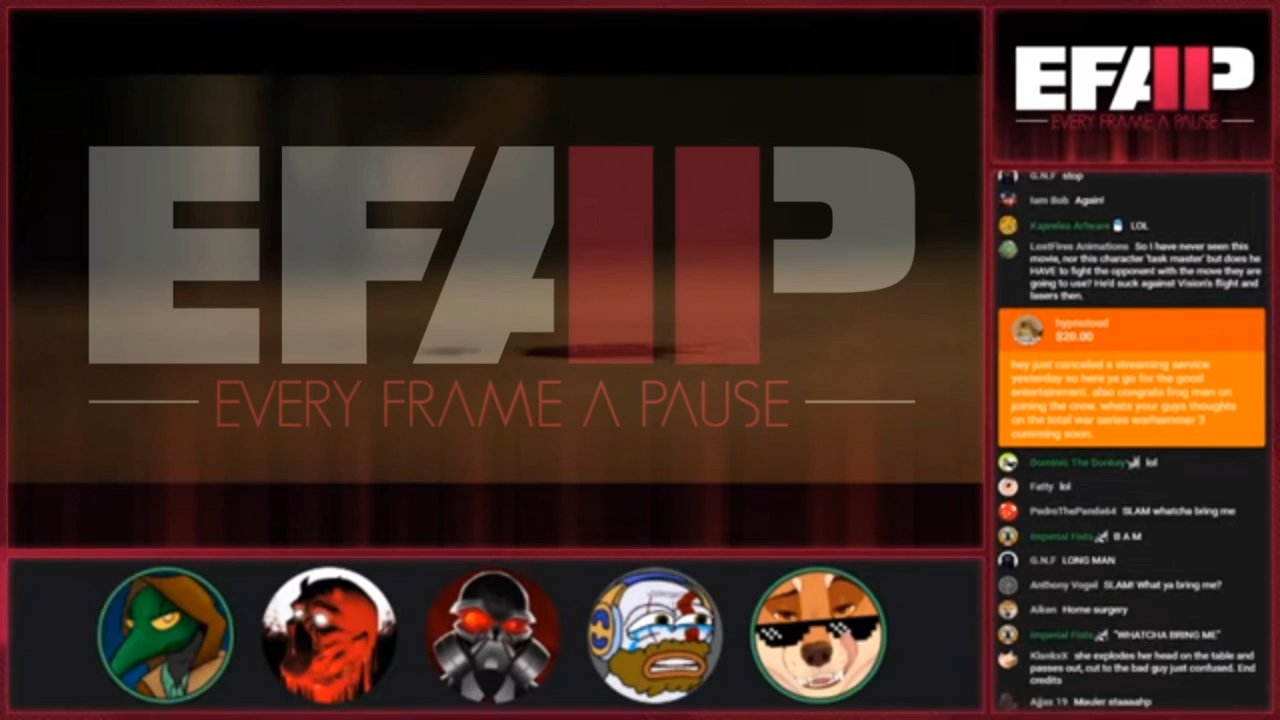 EFAP
EVERY FRAME A PAUSE
EFAP
EVERY FRAME A PAUSE
G.N.F stop
Iam Bob Again!
Kapreleo Artware LOL
LostFires Animations So I have never seen this
movie, nor this character 'task master' but does he
HAVE to fight the opponent with the move they are
going to use? He'd suck against Vision's flight and
lasers then.
hypnotoad
$20.00
hey just canceled a streaming service
yesterday so here ya go for the good
entertainment. also congrats frog man on
joining the crew. whats your guys thoughts
on the total war series warhammer 3
cumming soon.
Dominic The Donkey lol
Fatty lol
PedroThePanda64 SLAM whatcha bring me
Imperial Fists B A M
G.N.F LONG MAN
Anthony Vogel SLAM! What ya bring me?
Aiken Home surgery
Imperial Fists "WHATCHA BRING ME"
KlankxX she explodes her head on the table and
passes out, cut to the bad guy just confused. End
credits
Ajjax 19 Mauler staaaahp